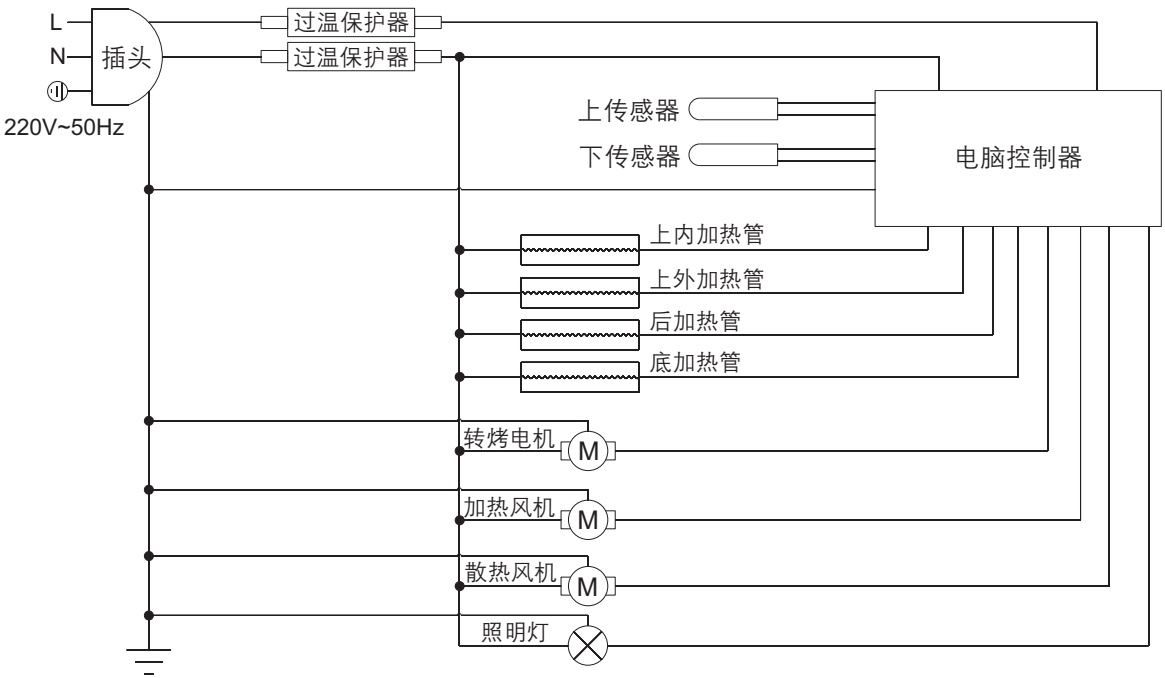 L
过温保护器
N
插头
过温保护器
220V~50Hz
上传感器
下传感器
电脑控制器
上内加热管
上外加热管
后加热管
底加热管
转烤电机
M
加热风机
M
散热风机
M
照明灯